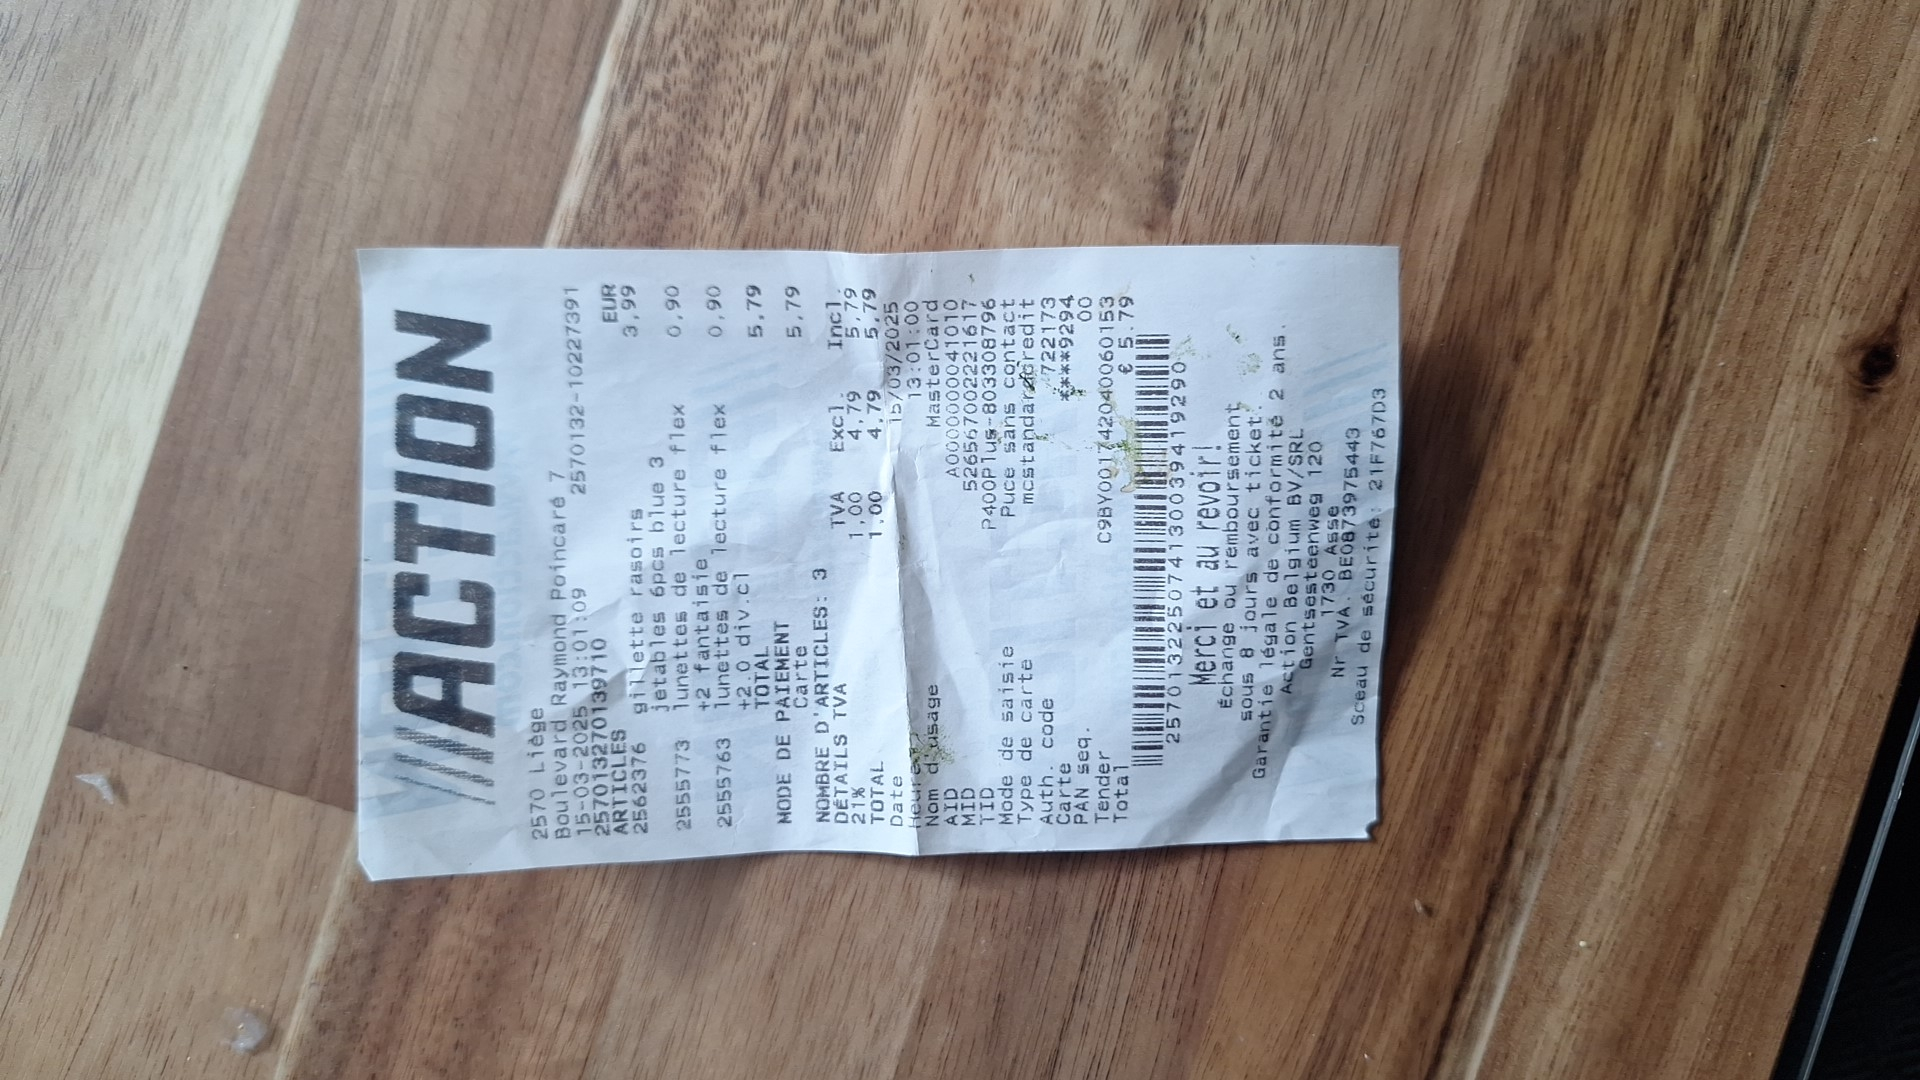 ACTION
2570 Liège
Boulevard Raymond Poincaré 7
15-03-2025 13:01:09 2570132-10227391
2570132701139710
ARTICLES EUR
2562376 gillette rasoirs 3,99
jetables 6pcs blue 3
2555773 lunettes de lecture flex 0,90
+2 fantaisie
2555763 lunettes de lecture flex 0,90
+2.0 div.cl
TOTAL 5,79
MODE DE PAIEMENT
Carte 5,79
NOMBRE D'ARTICLES: 3
DÉTAILS TVA TVA Excl. Incl.
21% 1,00 4,79 5,79
TOTAL 1,00 4,79 5,79
Date 15/03/2025
Heure 13:01:00
Nom d'usage MasterCard
AID A0000000041010
MID 526567002221617
TID P400Plus-803308796
Mode de saisie Puce sans contact
Type de carte mcstandardcredit
Auth. code 722173
Carte ****9294
PAN seq. 00
Tender C9BY001742040060153
Total € 5.79
257013225074130039419290
Merci et au revoir!
Échange ou remboursement
sous 8 jours avec ticket.
Garantie légale de conformité 2 ans.
Action Belgium BV/SRL
Gentsesteenweg 120
1730 Asse
Nr TVA. BE0873975443
Sceau de sécurité: 21F767D3